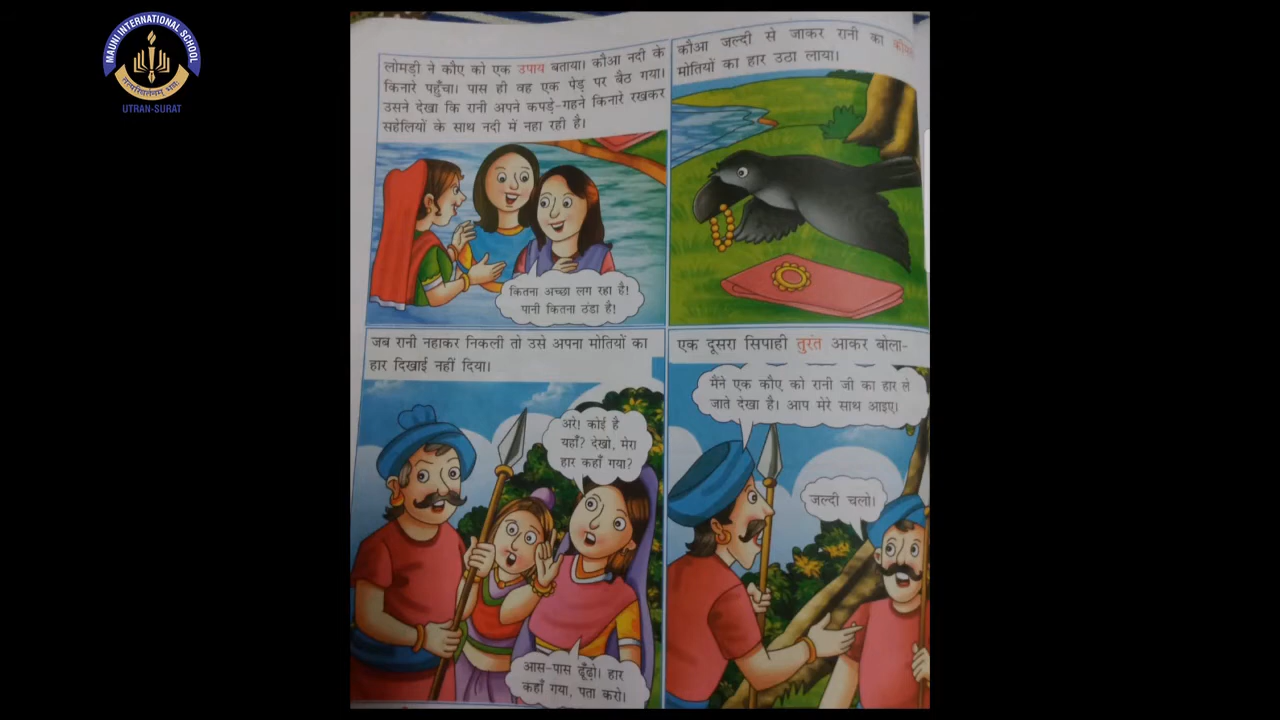 MAUNI INTERNATIONAL SCHOOL
UTRAN-SURAT
लोमड़ी ने कौए को एक उपाय बताया। कौआ नदी के
किनारे पहुँचा। पास ही वह एक पेड़ पर बैठ गया।
उसने देखा कि रानी अपने कपड़े-गहने किनारे रखकर
सहेलियों के साथ नदी में नहा रही है।
कितना अच्छा लग रहा है!
पानी कितना ठंडा है!
कौआ जल्दी से जाकर रानी का
मोतियों का हार उठा लाया।
जब रानी नहाकर निकली तो उसे अपना मोतियों का
हार दिखाई नहीं दिया।
अरे! कोई है
यहाँ? देखो, मेरा
हार कहाँ गया?
आस-पास ढूँढ़ो। हार
कहाँ गया, पता करो।
एक दूसरा सिपाही तुरंत आकर बोला-
मैंने एक कौए को रानी जी का हार ले
जाते देखा है। आप मेरे साथ आइए।
जल्दी चलो।